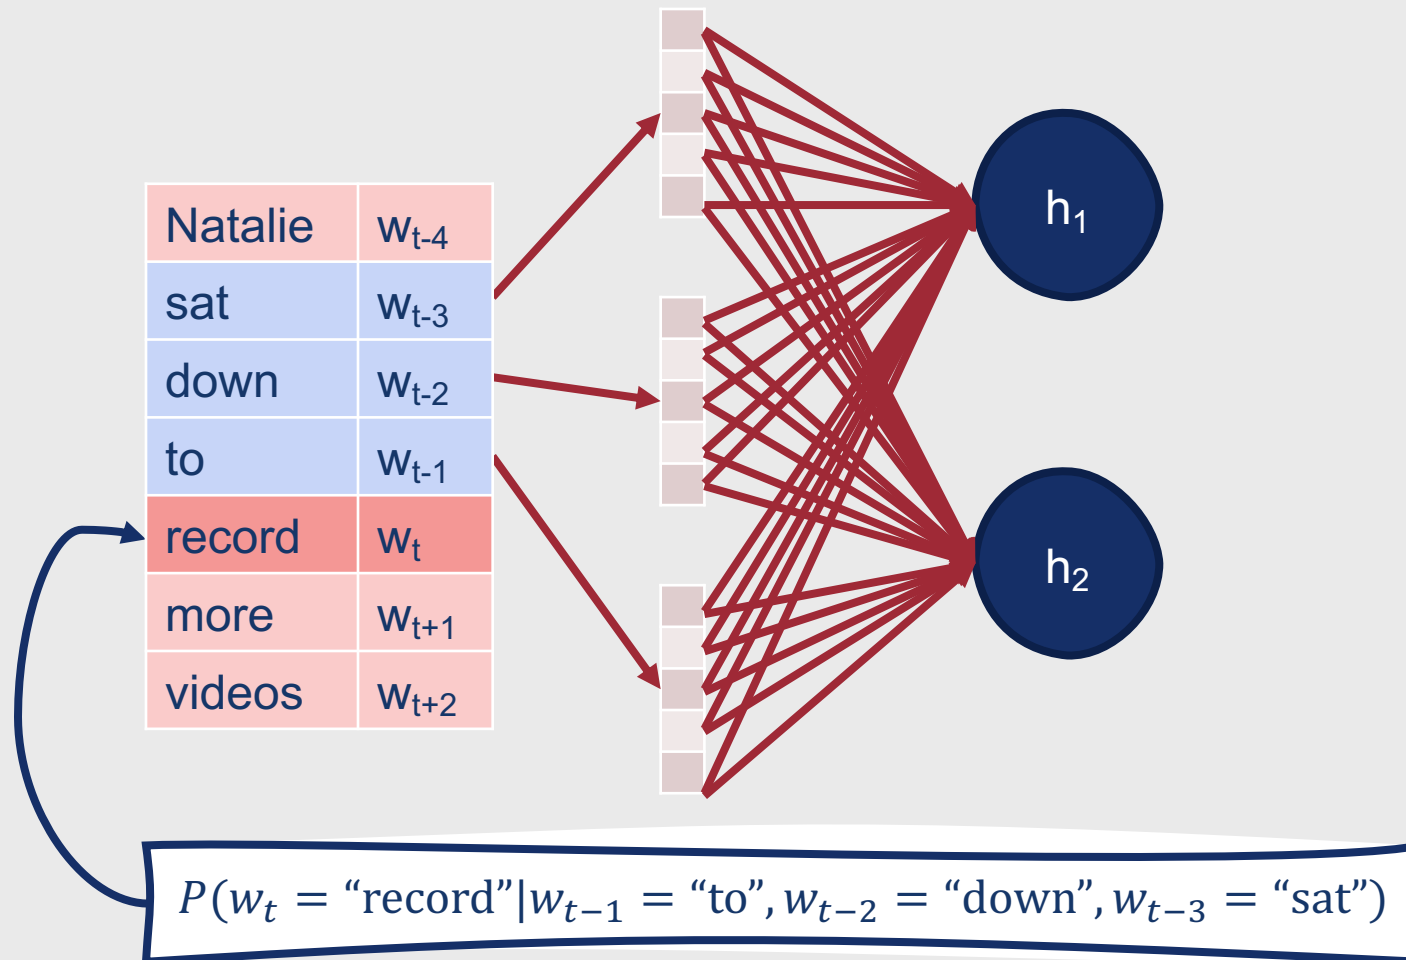 Natalie w_{t-4}
sat w_{t-3}
down w_{t-2}
to w_{t-1}
record w_t
more w_{t+1}
videos w_{t+2}
h_1
h_2
P(w_t = “record”|w_{t−1} = “to”, w_{t−2} = “down”, w_{t−3} = “sat”)